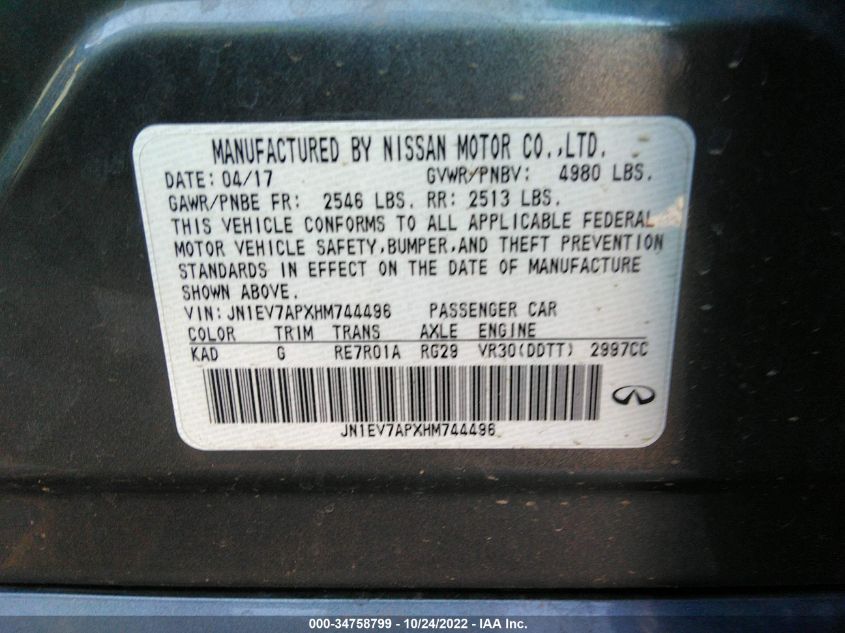 MANUFACTURED BY NISSAN MOTOR CO.,LTD.
DATE: 04/17 GVWR/PNBV: 4980 LBS.
GAWR/PNBE FR: 2546 LBS. RR: 2513 LBS.
THIS VEHICLE CONFORMS TO ALL APPLICABLE FEDERAL
MOTOR VEHICLE SAFETY,BUMPER,AND THEFT PREVENTION
STANDARDS IN EFFECT ON THE DATE OF MANUFACTURE
SHOWN ABOVE.
VIN:JN1EV7APXHM744496 PASSENGER CAR
COLOR TRIM TRANS AXLE ENGINE
KAD G RE7R01A RG29 VR30(DDTT) 2997CC
JN1EV7APXHM744496
000-34758799 - 10/24/2022 - IAA Inc.